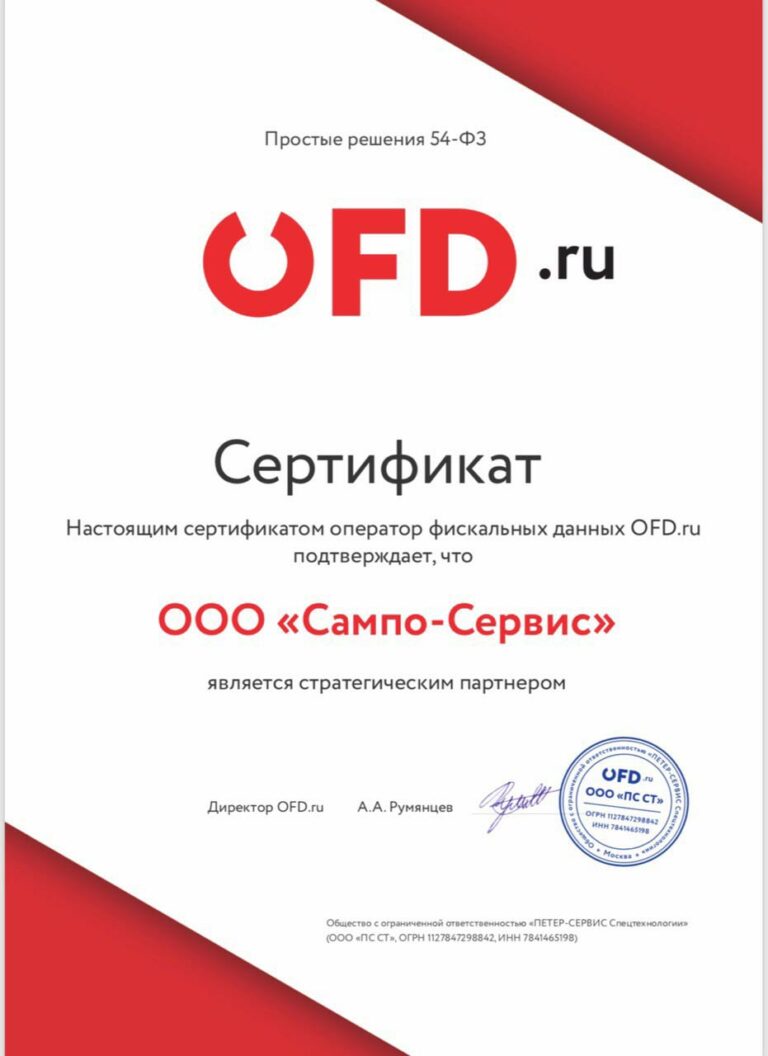 Простые решения 54-ФЗ
OFD.ru
Сертификат
Настоящим сертификатом оператор фискальных данных OFD.ru
подтверждает, что
ООО «Сампо-Сервис»
является стратегическим партнером
Директор OFD.ru А.А. Румянцев
Общество с ограниченной ответственностью «ПЕТЕР-СЕРВИС Спецтехнологии»
OFD.ru
ООО «ПС СТ»
ОГРН 1127847298842
ИНН 7841465198
Москва
Общество с ограниченной ответственностью «ПЕТЕР-СЕРВИС Спецтехнологии»
(ООО «ПС СТ», ОГРН 1127847298842, ИНН 7841465198)